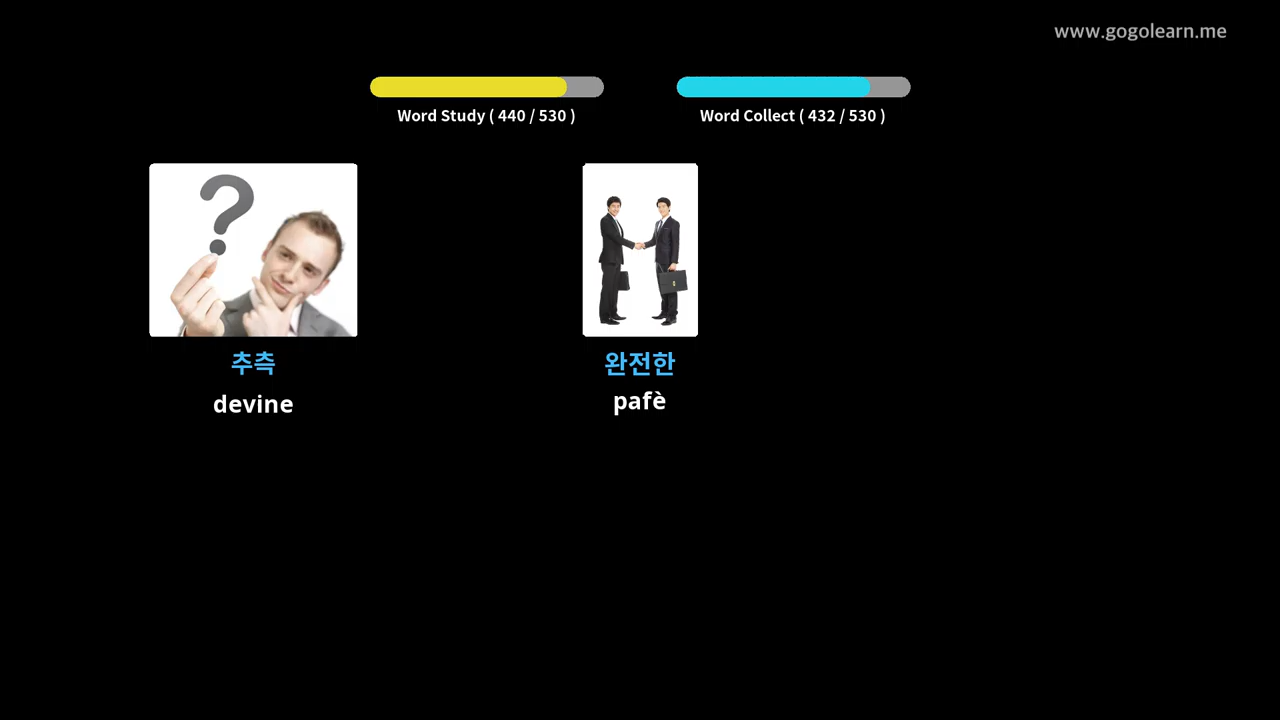 www.gogolearn.me
Word Study ( 440 / 530 )
Word Collect ( 432 / 530 )
추측
devine
완전한
pafè